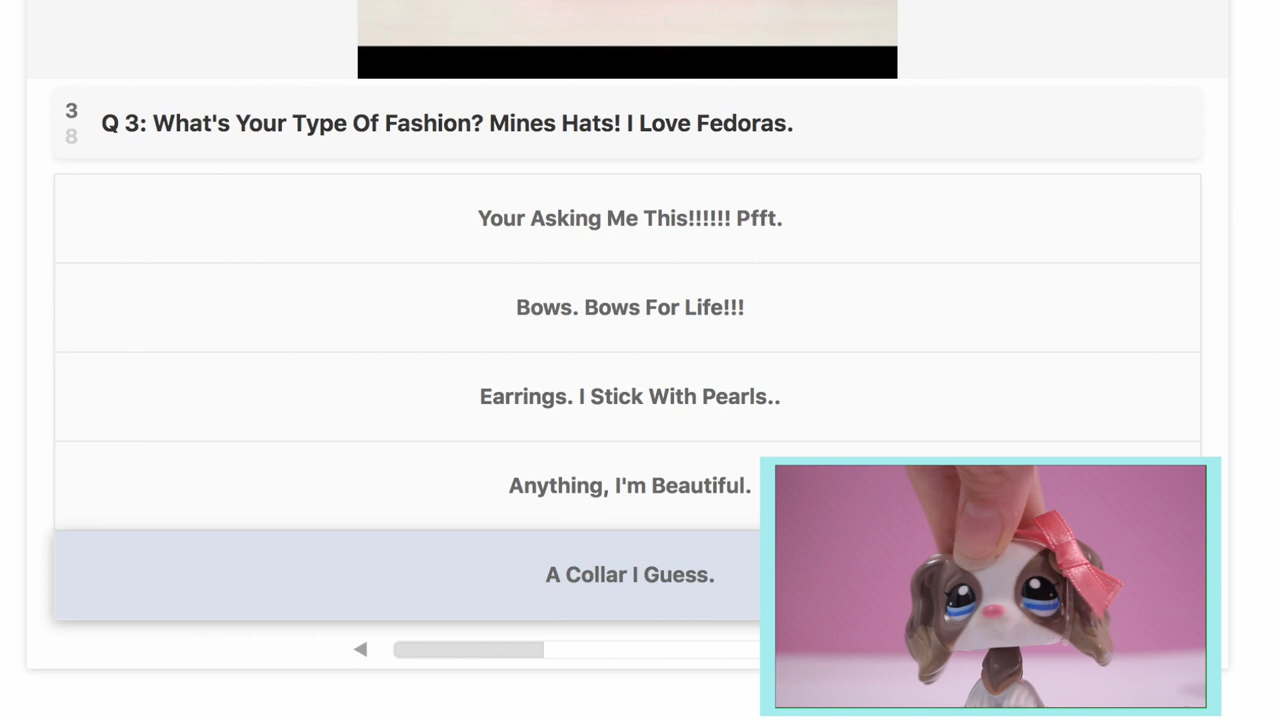 3
8
Q 3: What's Your Type Of Fashion? Mines Hats! I Love Fedoras.
Your Asking Me This!!!!!! Pfft.
Bows. Bows For Life!!!
Earrings. I Stick With Pearls..
Anything, I'm Beautiful.
A Collar I Guess.